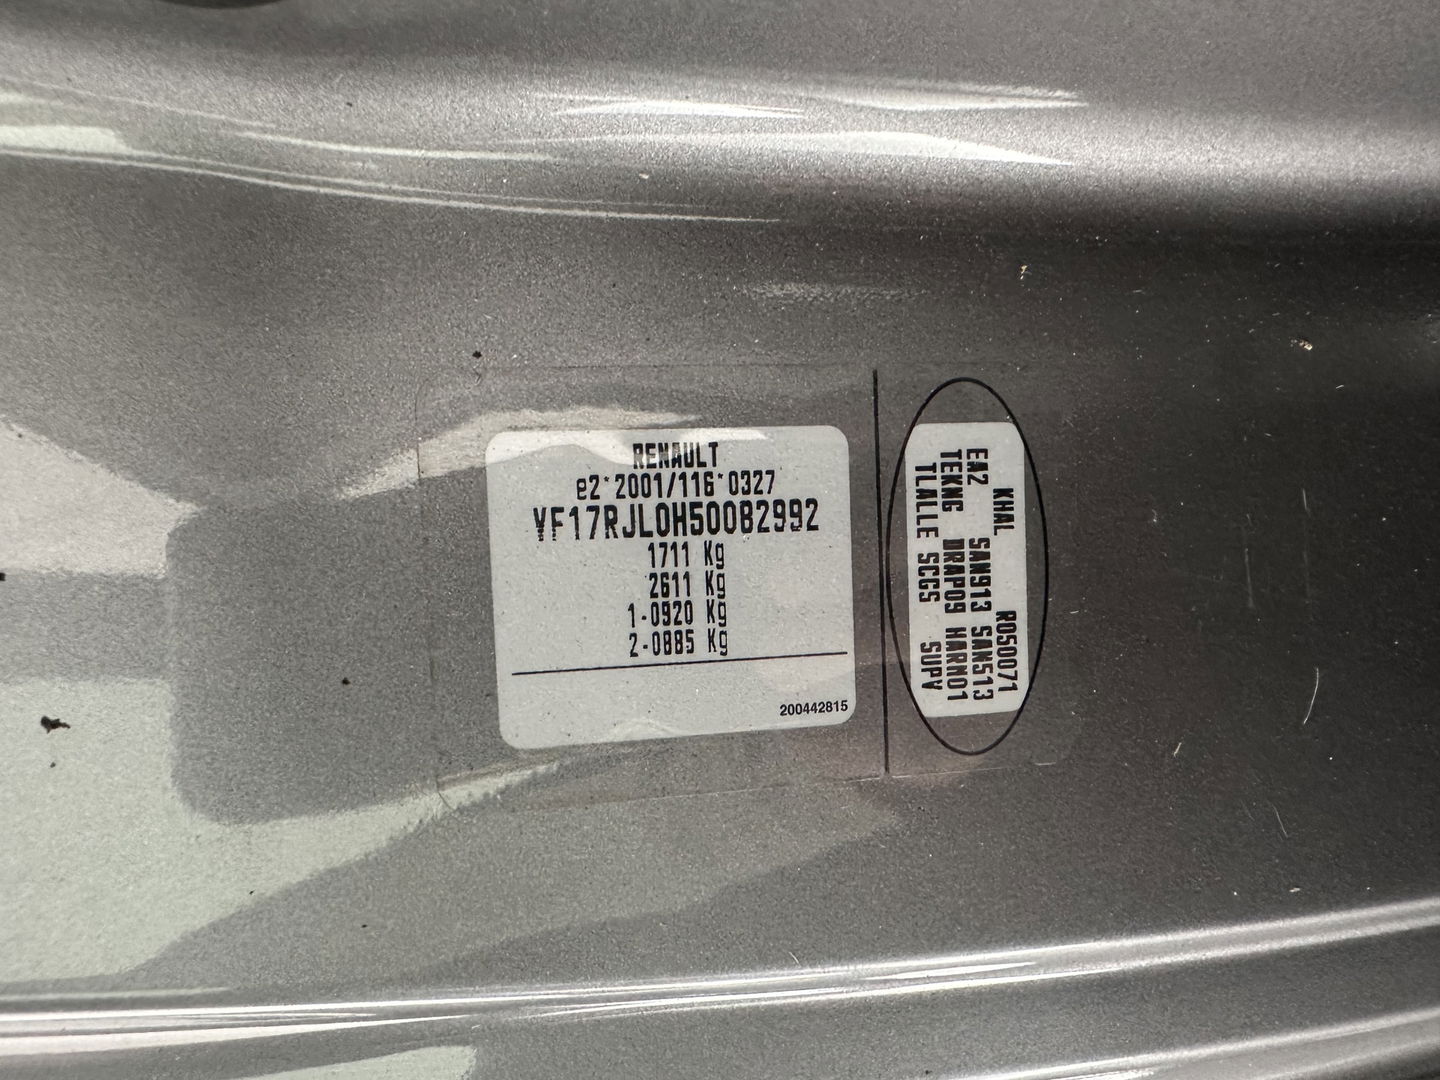 RENAULT
e2*2001/116*0327
VF17RJL0H50082992
1711 Kg
2611 Kg
1-0920 Kg
2-0885 Kg
200442815
KHAL R050071
EA2 SAN913 SAN513
TEKNG DRAP09 HARN01
TLALLE SCGS SUPV